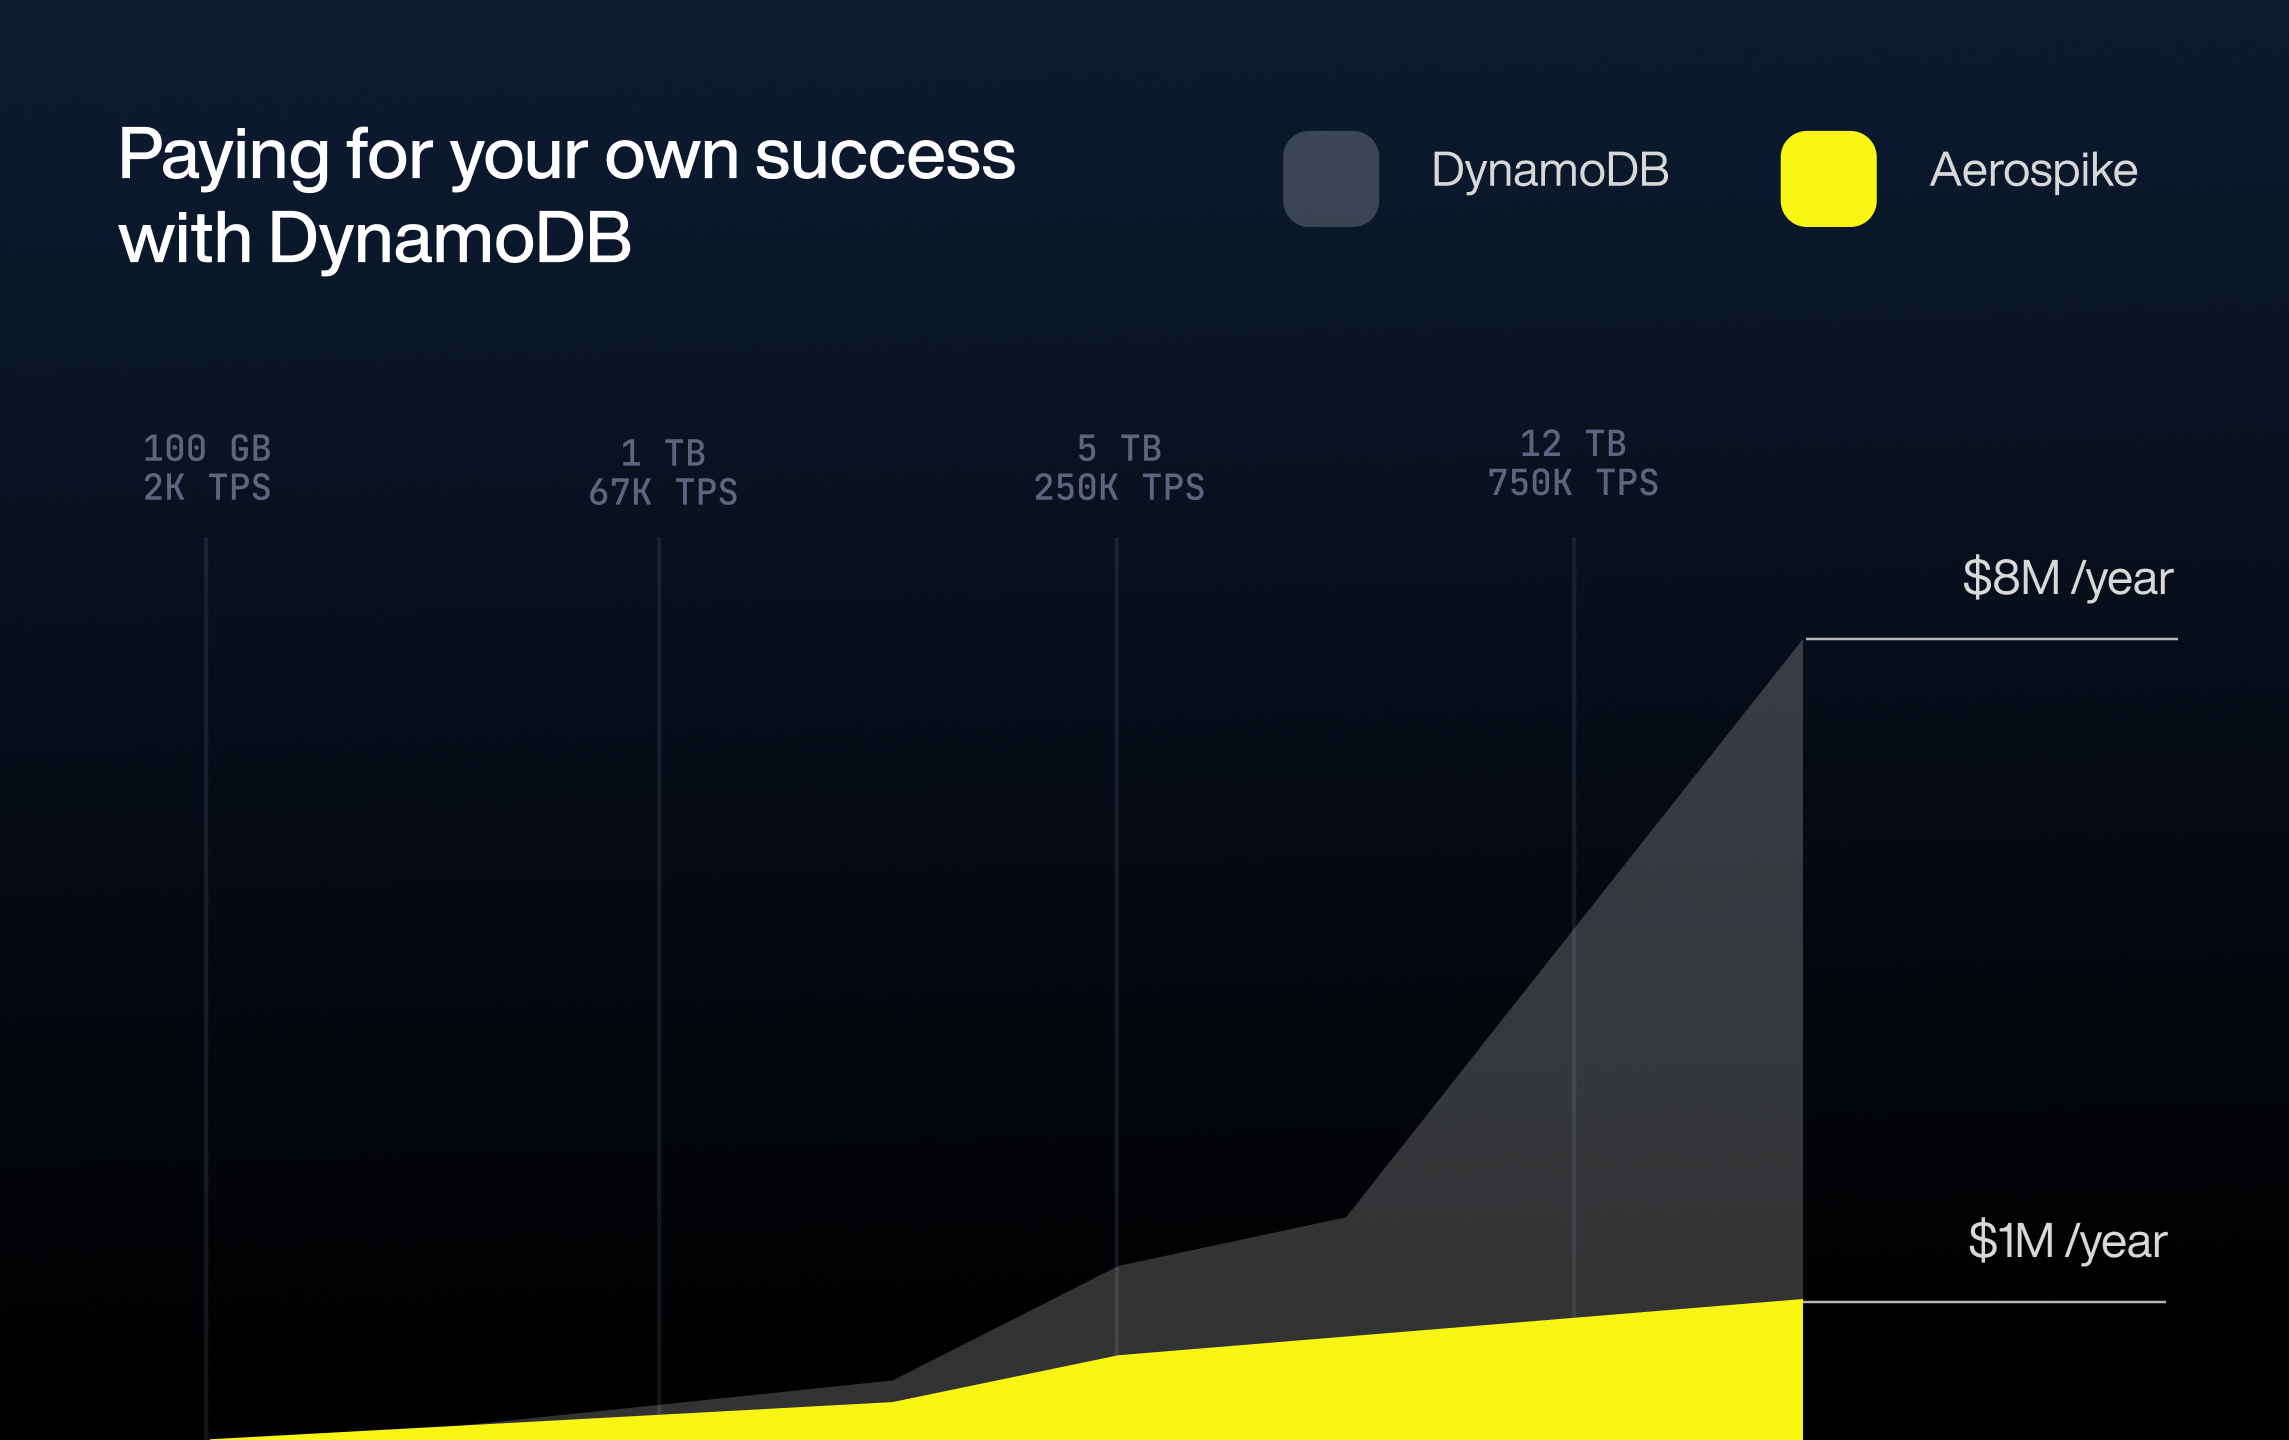 Paying for your own success
with DynamoDB
DynamoDB
Aerospike
100 GB
2K TPS
1 TB
67K TPS
5 TB
250K TPS
12 TB
750K TPS
$8M /year
$1M /year